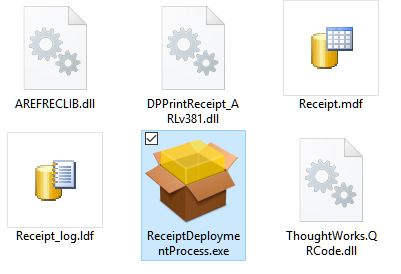 AREFRECLIB.dll
DPPrintReceipt_A
RLv381.dll
Receipt.mdf
Receipt_log.ldf
ReceiptDeployme
ntProcess.exe
ThoughtWorks.Q
RCode.dll